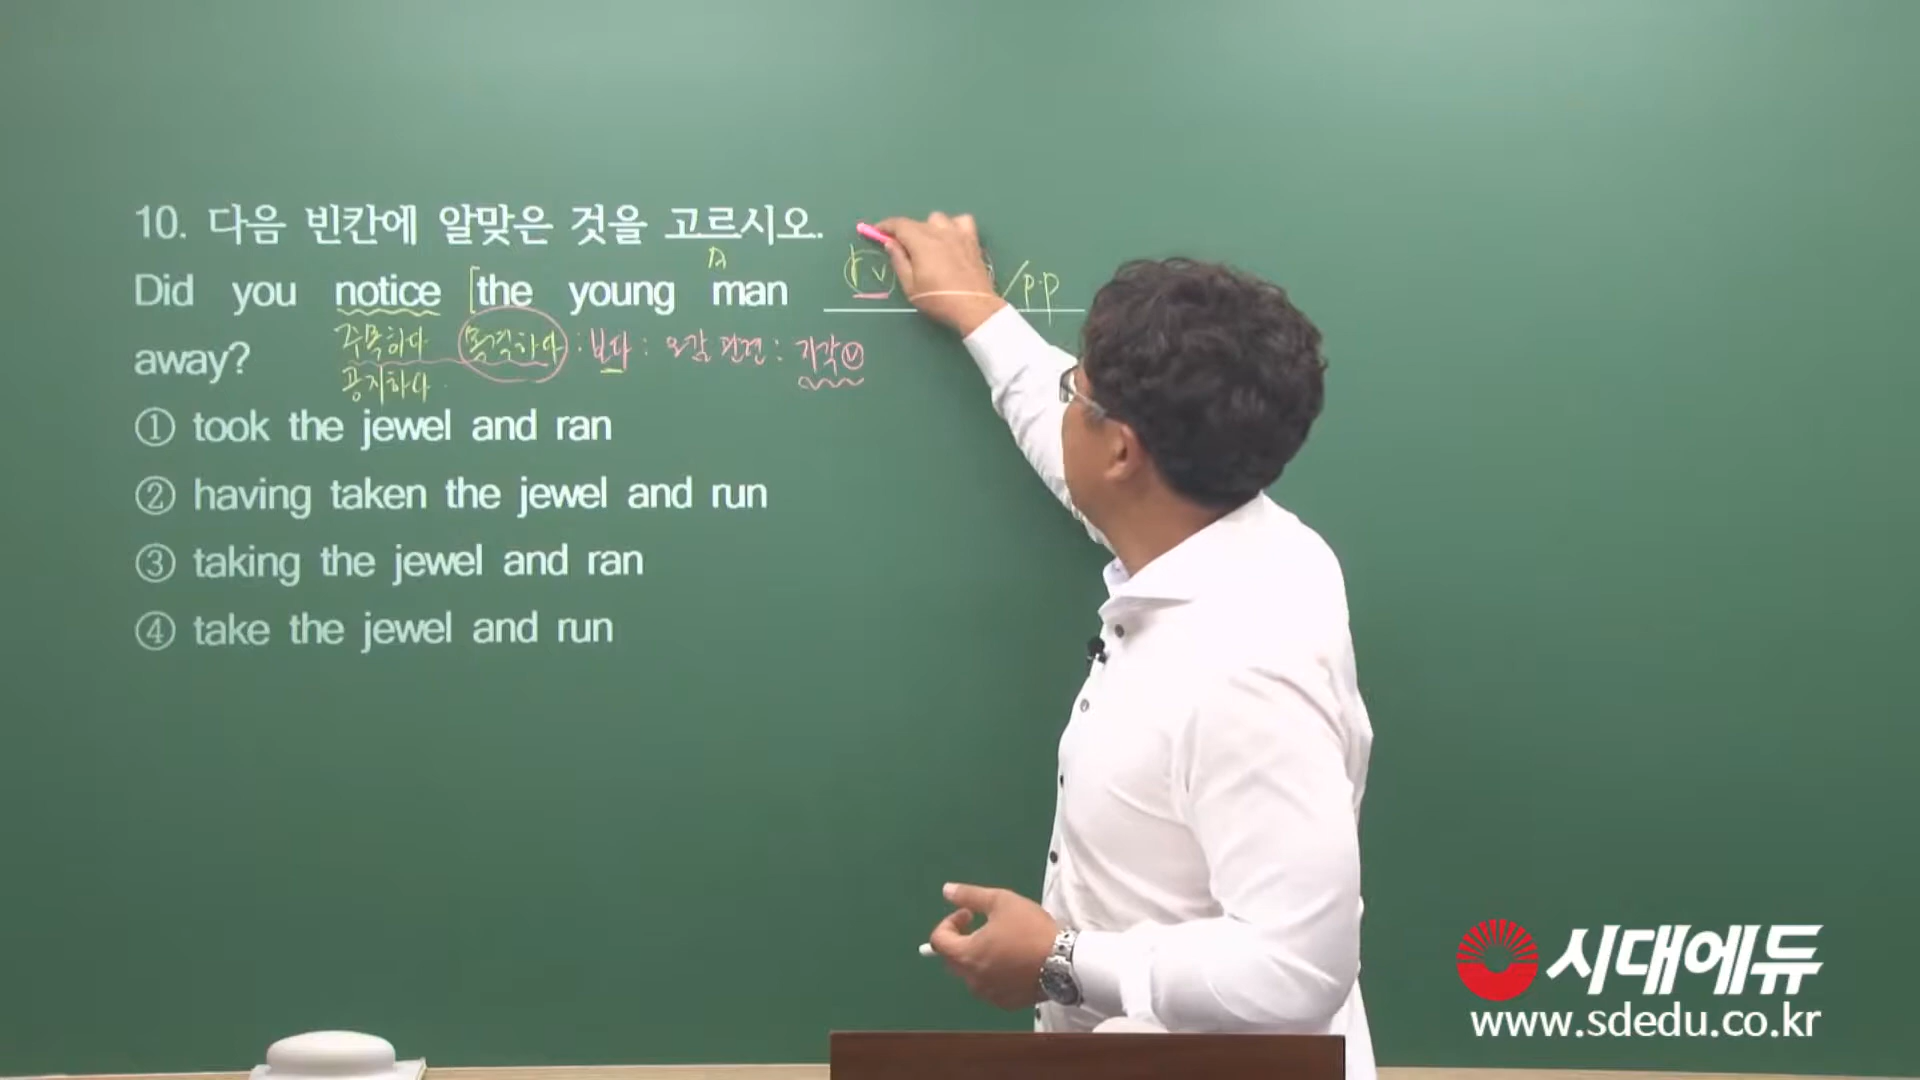 10. 다음 빈칸에 알맞은 것을 고르시오.
Did you notice [the young man / p.p
주목하다 목격하다 : 보다 : 오감 관련 : 지각ⓥ
away?
공지하다
① took the jewel and ran
② having taken the jewel and run
③ taking the jewel and ran
④ take the jewel and run
시대에듀
www.sdedu.co.kr